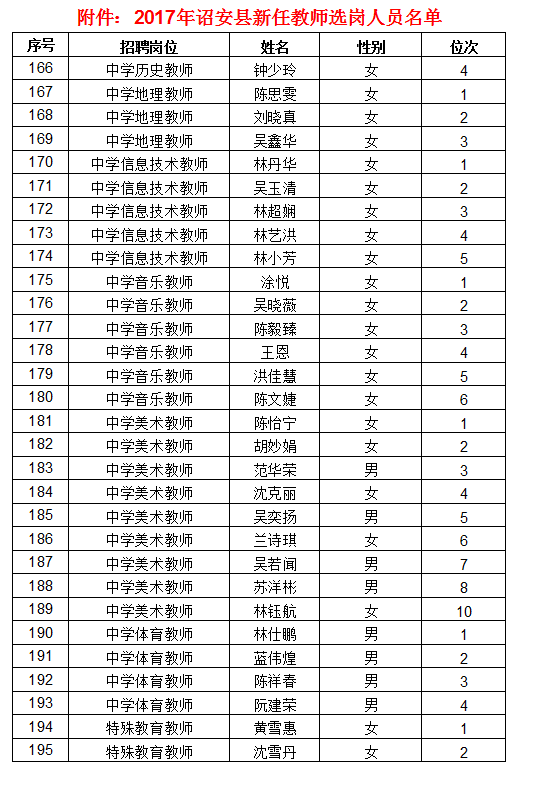 附件：2017年诏安县新任教师选岗人员名单
序号 招聘岗位 姓名 性别 位次
166 中学历史教师 钟少玲 女 4
167 中学地理教师 陈思雯 女 1
168 中学地理教师 刘晓真 女 2
169 中学地理教师 吴鑫华 女 3
170 中学信息技术教师 林丹华 女 1
171 中学信息技术教师 吴玉清 女 2
172 中学信息技术教师 林超娴 女 3
173 中学信息技术教师 林艺洪 女 4
174 中学信息技术教师 林小芳 女 5
175 中学音乐教师 涂悦 女 1
176 中学音乐教师 吴晓薇 女 2
177 中学音乐教师 陈毅臻 女 3
178 中学音乐教师 王恩 女 4
179 中学音乐教师 洪佳慧 女 5
180 中学音乐教师 陈文婕 女 6
181 中学美术教师 陈怡宁 女 1
182 中学美术教师 胡妙娟 女 2
183 中学美术教师 范华荣 男 3
184 中学美术教师 沈克丽 女 4
185 中学美术教师 吴奕扬 男 5
186 中学美术教师 兰诗琪 女 6
187 中学美术教师 吴若闻 男 7
188 中学美术教师 苏洋彬 男 8
189 中学美术教师 林钰航 女 10
190 中学体育教师 林仕鹏 男 1
191 中学体育教师 蓝伟煌 男 2
192 中学体育教师 陈祥春 男 3
193 中学体育教师 阮建荣 男 4
194 特殊教育教师 黄雪惠 女 1
195 特殊教育教师 沈雪丹 女 2